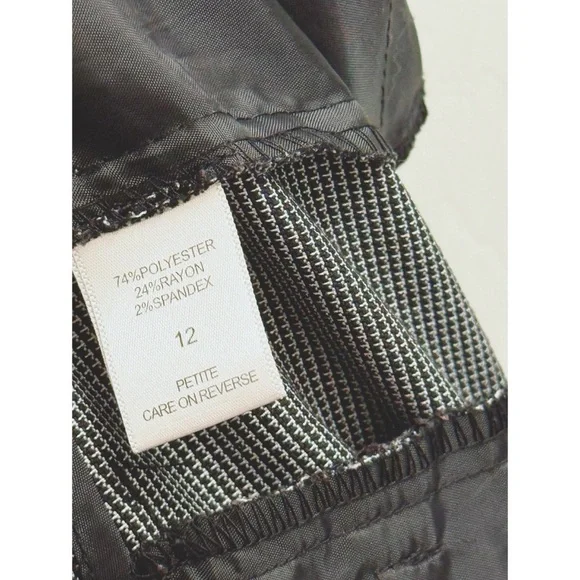 74%POLYESTER
24%RAYON
2%SPANDEX
12
PETITE
CARE ON REVERSE